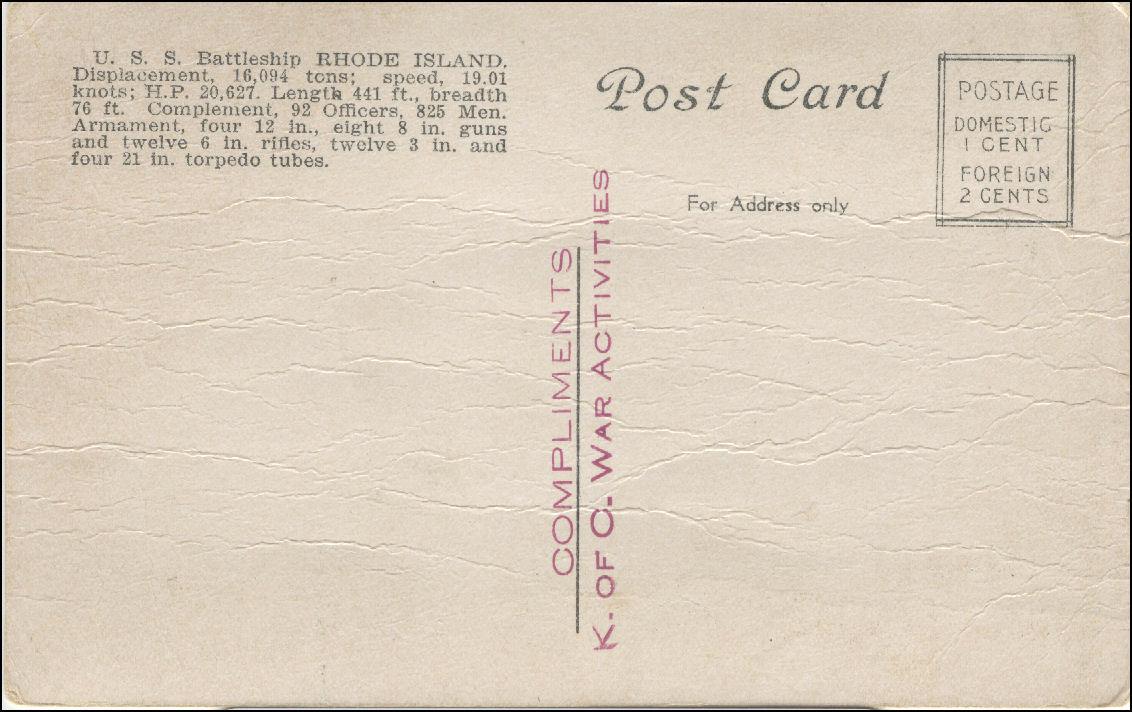 U. S. S. Battleship RHODE ISLAND.
Displacement, 16,094 tons; speed, 19.01
knots; H.P. 20,627. Length 441 ft., breadth
76 ft. Complement, 92 Officers, 825 Men.
Armament, four 12 in., eight 8 in. guns
and twelve 6 in. rifles, twelve 3 in. and
four 21 in. torpedo tubes.
Post Card
For Address only
POSTAGE
DOMESTIC
1 CENT
FOREIGN
2 CENTS
COMPLIMENTS
K. OF C. WAR ACTIVITIES